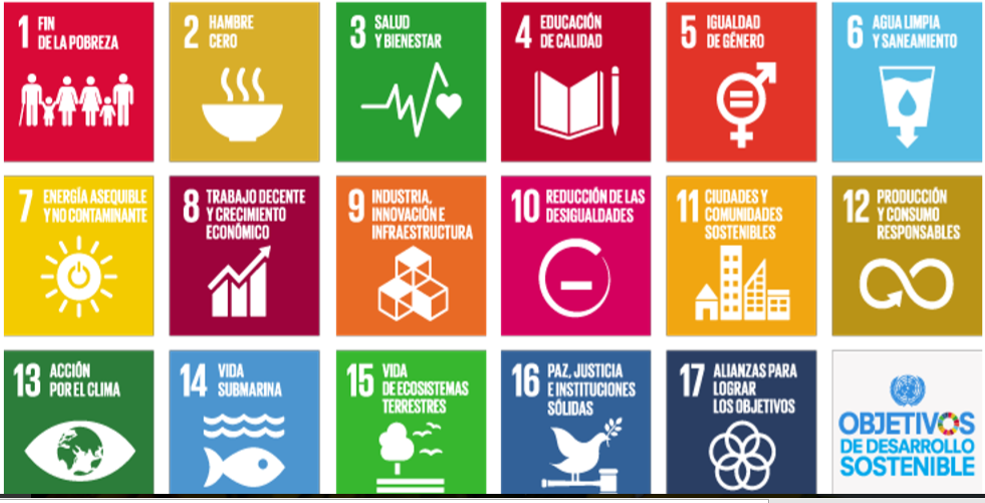 1 FIN
DE LA POBREZA
2 HAMBRE
CERO
3 SALUD
Y BIENESTAR
4 EDUCACIÓN
DE CALIDAD
5 IGUALDAD
DE GÉNERO
6 AGUA LIMPIA
Y SANEAMIENTO
7 ENERGÍA ASEQUIBLE
Y NO CONTAMINANTE
8 TRABAJO DECENTE
Y CRECIMIENTO
ECONÓMICO
9 INDUSTRIA,
INNOVACIÓN E
INFRAESTRUCTURA
10 REDUCCIÓN DE LAS
DESIGUALDADES
11 CIUDADES Y
COMUNIDADES
SOSTENIBLES
12 PRODUCCIÓN
Y CONSUMO
RESPONSABLES
13 ACCIÓN
POR EL CLIMA
14 VIDA
SUBMARINA
15 VIDA
DE ECOSISTEMAS
TERRESTRES
16 PAZ, JUSTICIA
E INSTITUCIONES
SÓLIDAS
17 ALIANZAS PARA
LOGRAR
LOS OBJETIVOS
OBJETIVOS
DE DESARROLLO
SOSTENIBLE